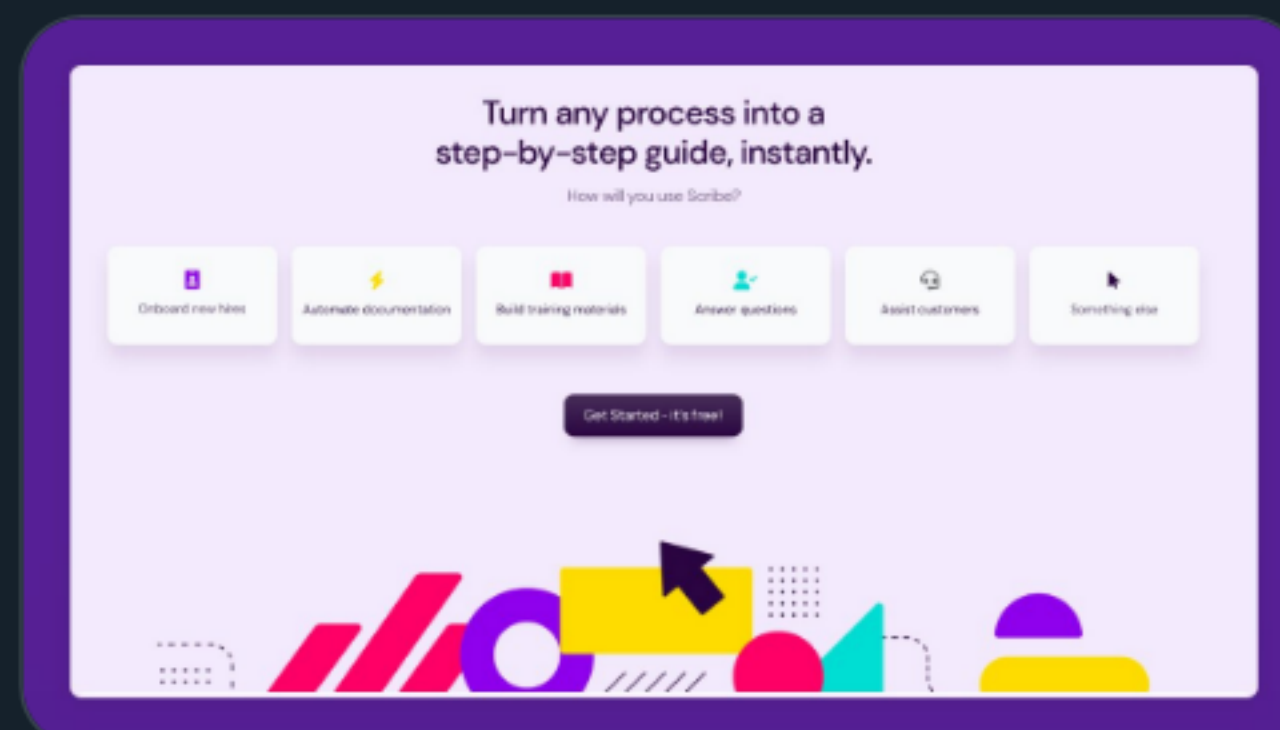 Turn any process into a
step-by-step guide, instantly.
How will you use Scribe?
Onboard new hires
Automate documentation
Build training materials
Answer questions
Assist customers
Something else
Get Started - it's free!